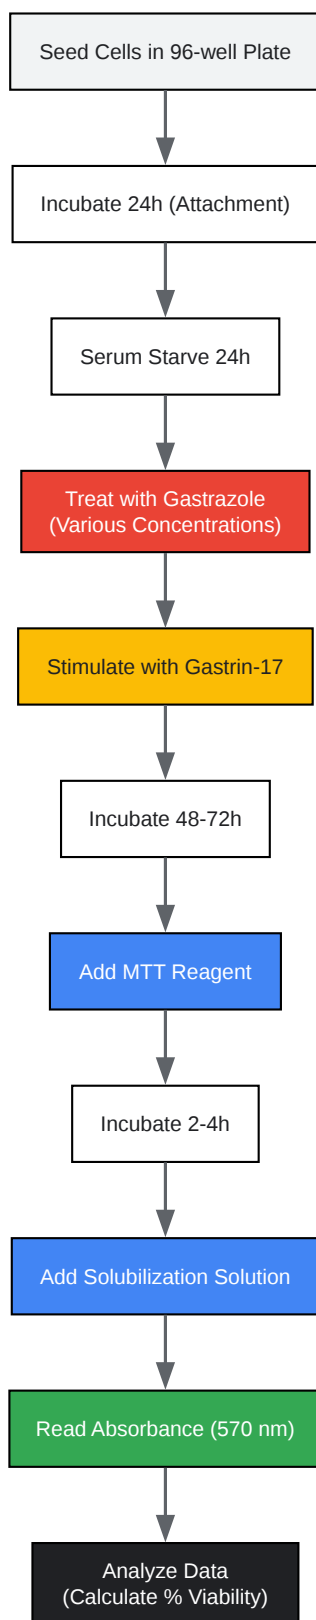 Seed Cells in 96-well Plate
Incubate 24h (Attachment)
Serum Starve 24h
Treat with Gastrazole
(Various Concentrations)
Stimulate with Gastrin-17
Incubate 48-72h
Add MTT Reagent
Incubate 2-4h
Add Solubilization Solution
Read Absorbance (570 nm)
Analyze Data
(Calculate % Viability)